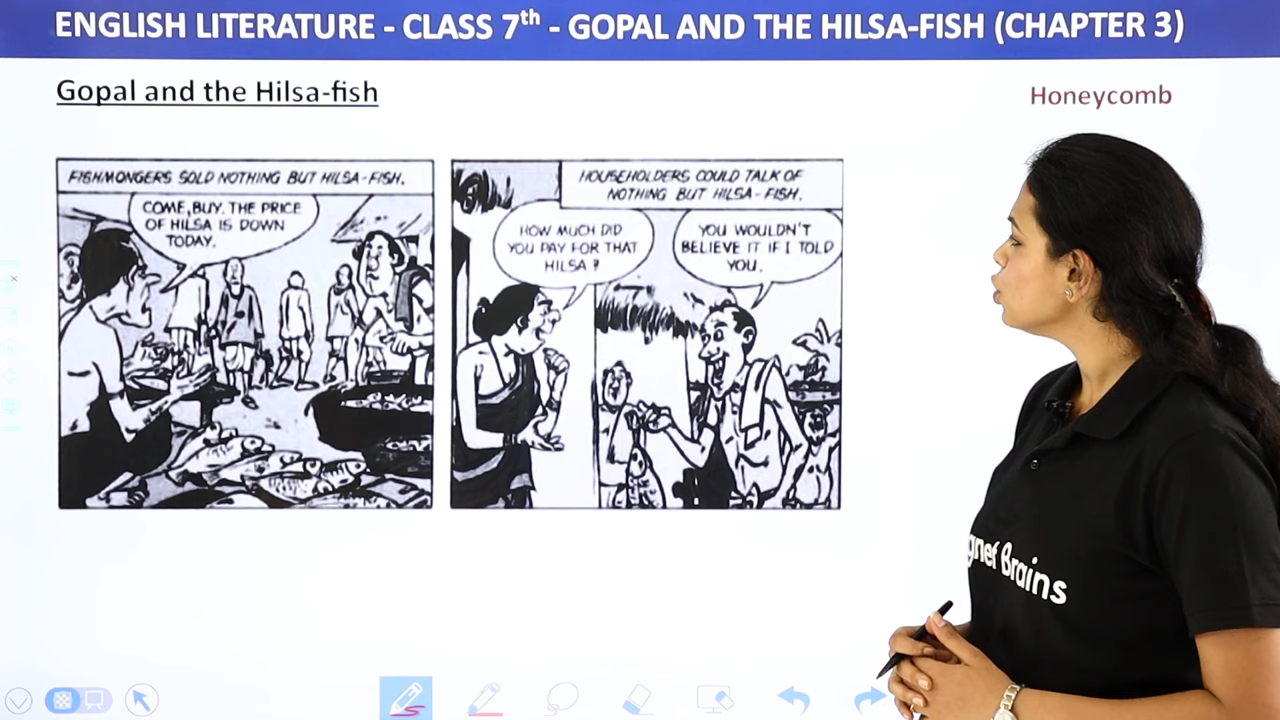 ENGLISH LITERATURE - CLASS 7th - GOPAL AND THE HILSA-FISH (CHAPTER 3)
Gopal and the Hilsa-fish
Honeycomb
FISHMONGERS SOLD NOTHING BUT HILSA-FISH.
COME, BUY. THE PRICE
OF HILSA IS DOWN
TODAY.
HOUSEHOLDERS COULD TALK OF
NOTHING BUT HILSA-FISH.
HOW MUCH DID
YOU PAY FOR THAT
HILSA?
YOU WOULDN'T
BELIEVE IT IF I TOLD
YOU.
gnet Brains